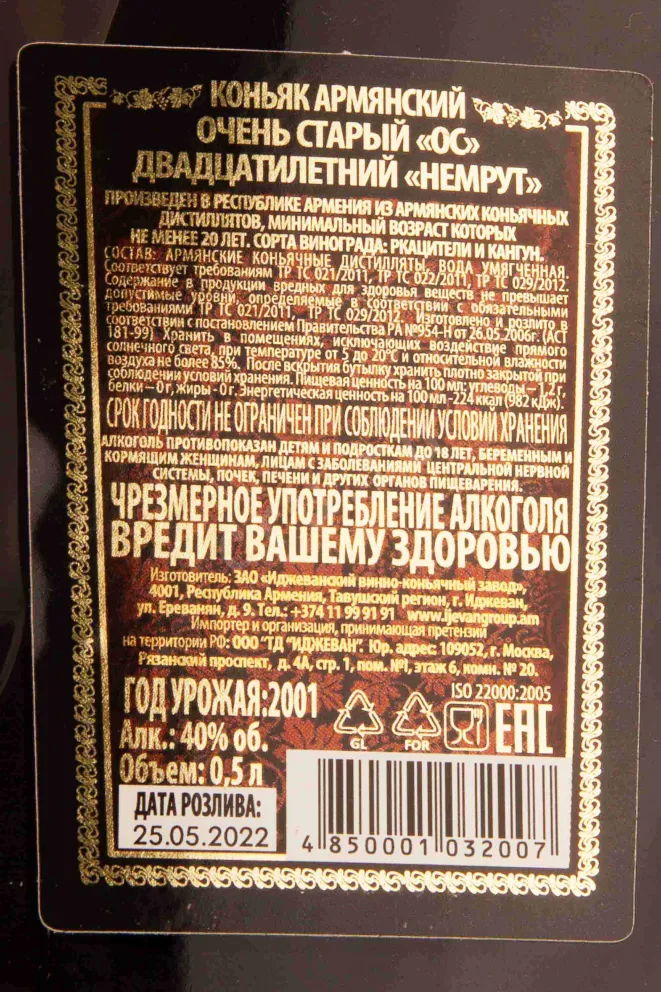 КОНЬЯК АРМЯНСКИЙ
ОЧЕНЬ СТАРЫЙ «ОС»
ДВАДЦАТИЛЕТНИЙ «НЕМРУТ»
ПРОИЗВЕДЕН В РЕСПУБЛИКЕ АРМЕНИЯ ИЗ АРМЯНСКИХ КОНЬЯЧНЫХ
ДИСТИЛЛЯТОВ, МИНИМАЛЬНЫЙ ВОЗРАСТ КОТОРЫХ
НЕ МЕНЕЕ 20 ЛЕТ. СОРТА ВИНОГРАДА: РКАЦИТЕЛИ И КАНГУН.
СОСТАВ: АРМЯНСКИЕ КОНЬЯЧНЫЕ ДИСТИЛЛЯТЫ, ВОДА УМЯГЧЕННАЯ.
Соответствует требованиям ТР ТС 021/2011, ТР ТС 022/2011, ТР ТС 029/2012.
Содержание в продукции вредных для здоровья веществ не превышает
допустимые уровни, определяемые в соответствии с обязательными
требованиями ТР ТС 021/2011, ТР ТС 029/2012. Изготовлено и розлито в
соответствии с постановлением Правительства РА №954-Н от 26.05.2006г. (АСТ
181-99). Хранить в помещениях, исключающих воздействие прямого
солнечного света, при температуре от 5 до 20°С и относительной влажности
воздуха не более 85%. После вскрытия бутылку хранить плотно закрытой при
соблюдении условий хранения. Пищевая ценность на 100 мл: углеводы – 1,2 г,
белки – 0 г, жиры - 0 г. Энергетическая ценность на 100 мл - 224 ккал (982 кДж).
СРОК ГОДНОСТИ НЕ ОГРАНИЧЕН ПРИ СОБЛЮДЕНИИ УСЛОВИЙ ХРАНЕНИЯ
АЛКОГОЛЬ ПРОТИВОПОКАЗАН ДЕТЯМ И ПОДРОСТКАМ ДО 18 ЛЕТ, БЕРЕМЕННЫМ И
КОРМЯЩИМ ЖЕНЩИНАМ, ЛИЦАМ С ЗАБОЛЕВАНИЯМИ ЦЕНТРАЛЬНОЙ НЕРВНОЙ
СИСТЕМЫ, ПОЧЕК, ПЕЧЕНИ И ДРУГИХ ОРГАНОВ ПИЩЕВАРЕНИЯ.
ЧРЕЗМЕРНОЕ УПОТРЕБЛЕНИЕ АЛКОГОЛЯ
ВРЕДИТ ВАШЕМУ ЗДОРОВЬЮ
Изготовитель: ЗАО «Иджеванский винно-коньячный завод»,
4001, Республика Армения, Тавушский регион, г. Иджеван,
ул. Ереванян, д. 9. Тел.: +374 11 99 91 91 www.ijevangroup.am
Импортер и организация, принимающая претензии
на территории РФ: ООО "ТД "ИДЖЕВАН". Юр. адрес: 109052, г. Москва,
Рязанский проспект, д. 4А, стр. 1, пом. №I, этаж 6, комн. № 20.
ISO 22000:2005
ГОД УРОЖАЯ:2001
Алк.: 40% об.
GL FOR EAC
Объем: 0,5 л
ДАТА РОЗЛИВА:
25.05.2022
4 850001 032007